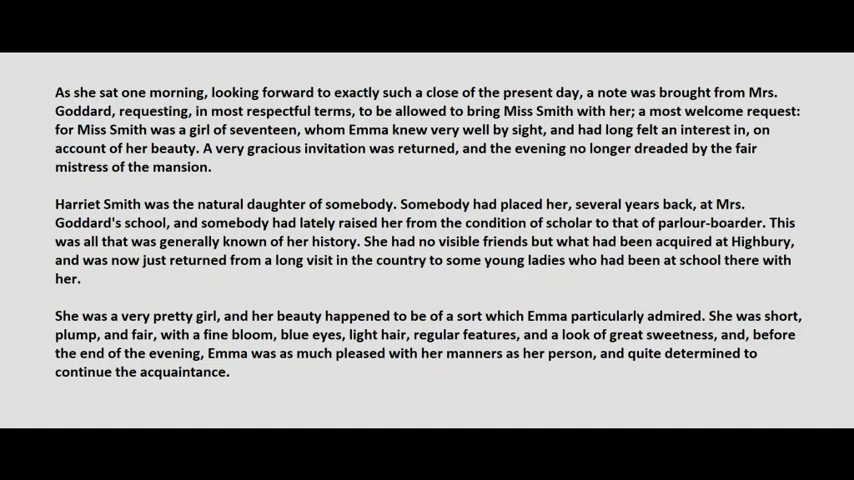 As she sat one morning, looking forward to exactly such a close of the present day, a note was brought from Mrs.
Goddard, requesting, in most respectful terms, to be allowed to bring Miss Smith with her; a most welcome request:
for Miss Smith was a girl of seventeen, whom Emma knew very well by sight, and had long felt an interest in, on
account of her beauty. A very gracious invitation was returned, and the evening no longer dreaded by the fair
mistress of the mansion.
Harriet Smith was the natural daughter of somebody. Somebody had placed her, several years back, at Mrs.
Goddard's school, and somebody had lately raised her from the condition of scholar to that of parlour-boarder. This
was all that was generally known of her history. She had no visible friends but what had been acquired at Highbury,
and was now just returned from a long visit in the country to some young ladies who had been at school there with
her.
She was a very pretty girl, and her beauty happened to be of a sort which Emma particularly admired. She was short,
plump, and fair, with a fine bloom, blue eyes, light hair, regular features, and a look of great sweetness, and, before
the end of the evening, Emma was as much pleased with her manners as her person, and quite determined to
continue the acquaintance.